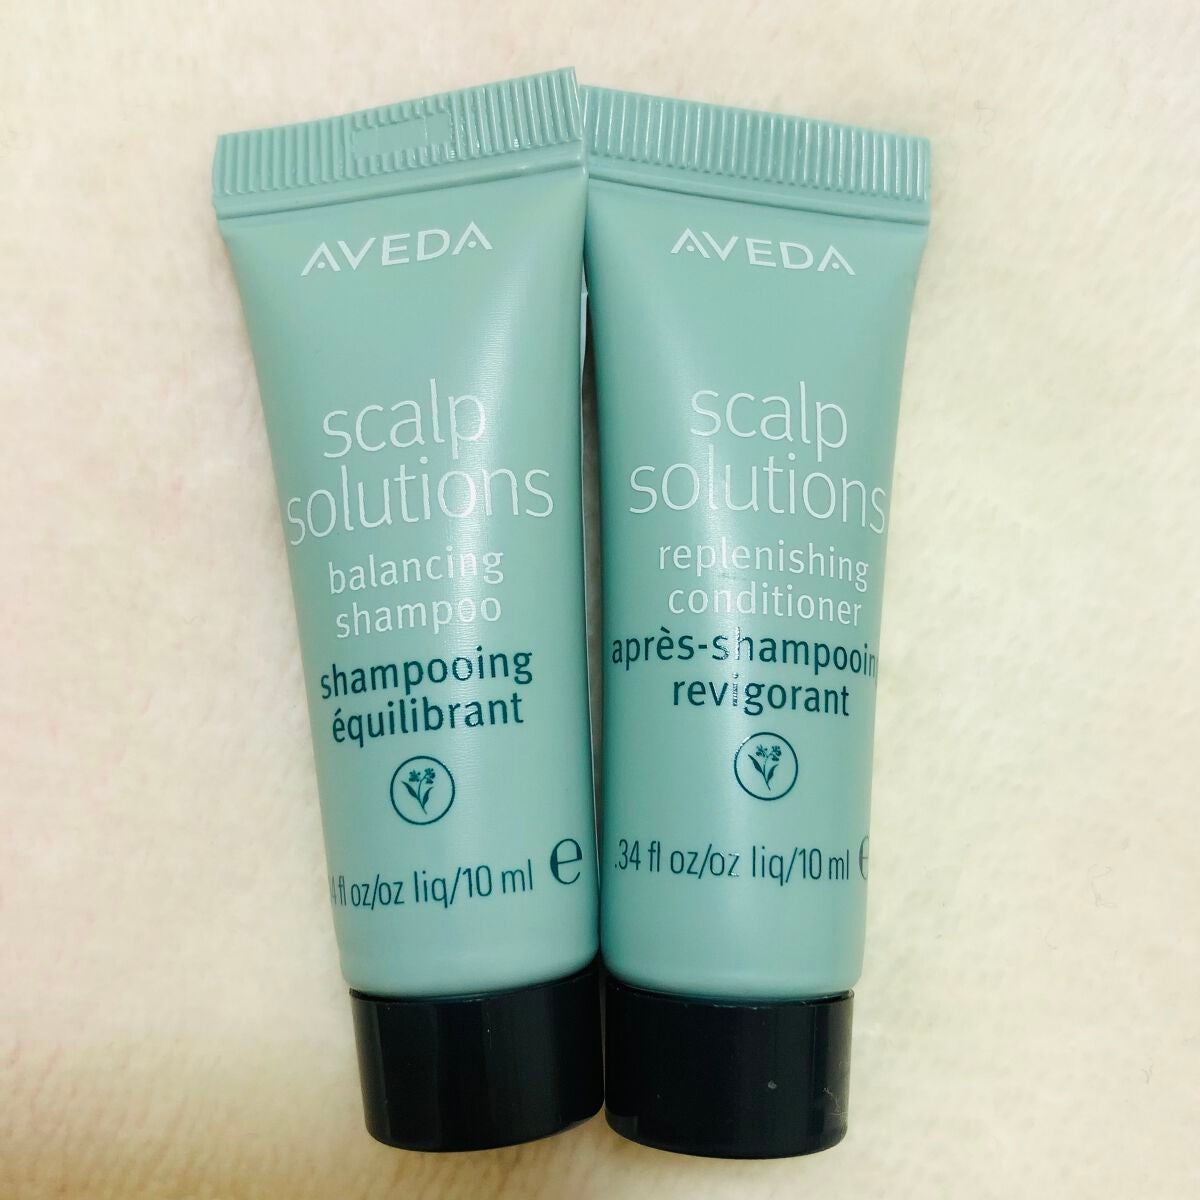 AVEDA
scalp
solutions
balancing
shampoo
shampooing
équilibrant
fl oz/oz liq/10 ml e
AVEDA
scalp
solutions
replenishing
conditioner
après-shampooin
revigorant
.34 fl oz/oz liq/10 ml e